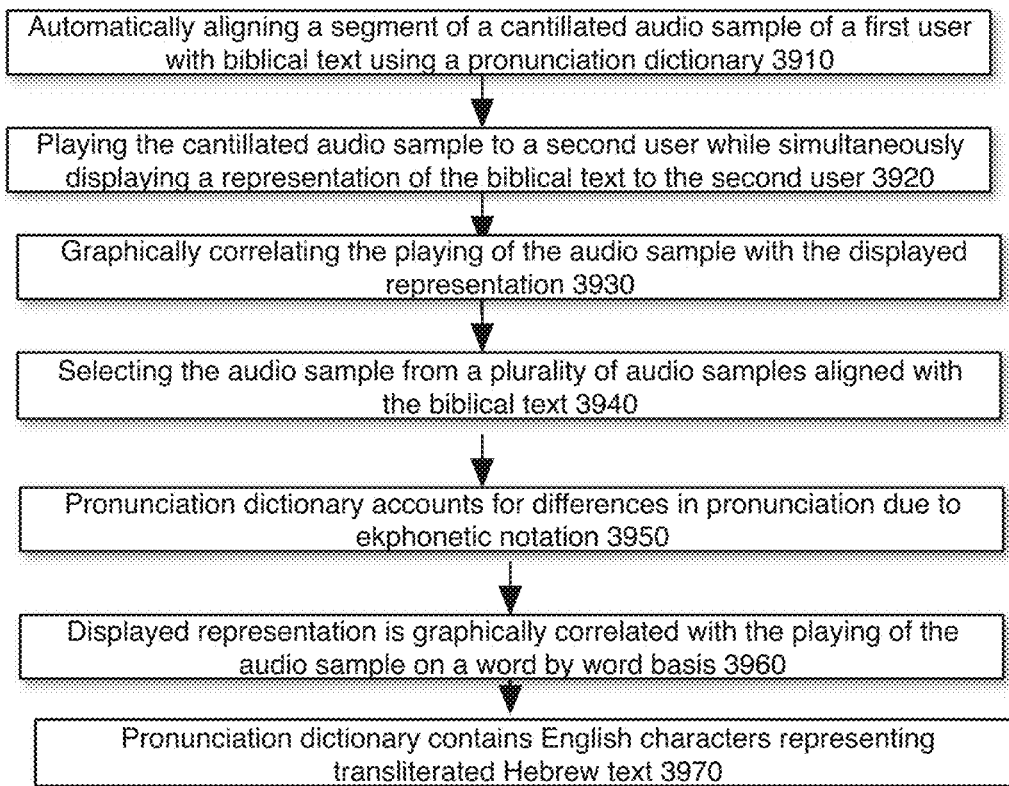 Automatically aligning a segment of a cantillated audio sample of a first user
with biblical text using a pronunciation dictionary 3910
Playing the cantillated audio sample to a second user while simultaneously
displaying a representation of the biblical text to the second user 3920
Graphically correlating the playing of the audio sample with the displayed
representation 3930
Selecting the audio sample from a plurality of audio samples aligned with
the biblical text 3940
Pronunciation dictionary accounts for differences in pronunciation due to
ekphonetic notation 3950
Displayed representation is graphically correlated with the playing of the
audio sample on a word by word basis 3960
Pronunciation dictionary contains English characters representing
transliterated Hebrew text 3970